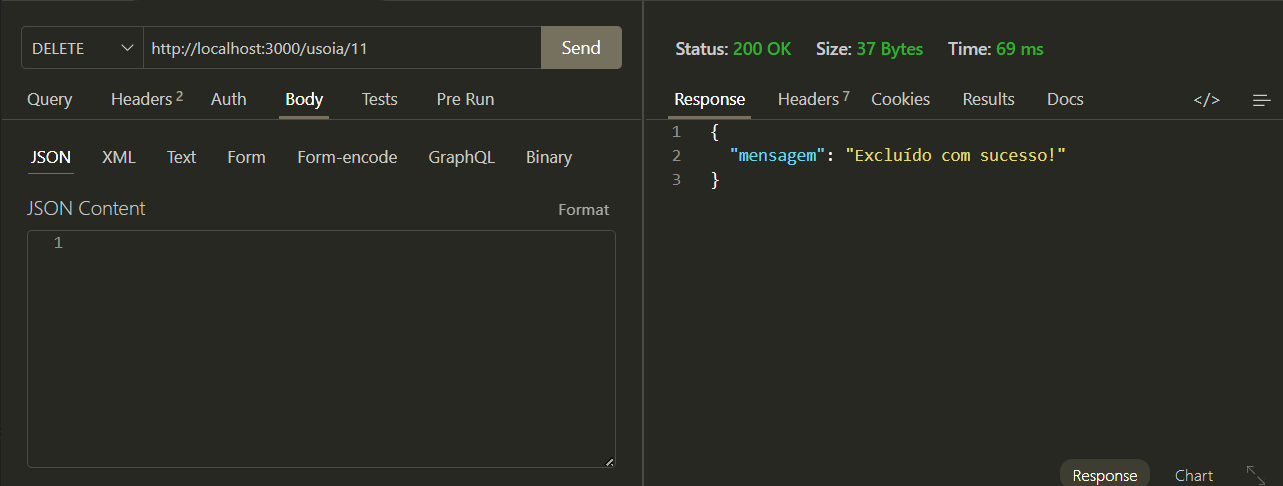 DELETE http://localhost:3000/usoia/11 Send
Query Headers 2 Auth Body Tests Pre Run
JSON XML Text Form Form-encode GraphQL Binary
JSON Content Format
1
Status: 200 OK Size: 37 Bytes Time: 69 ms
Response Headers 7 Cookies Results Docs </>
1 {
2 "mensagem": "Excluído com sucesso!"
3 }
Response Chart